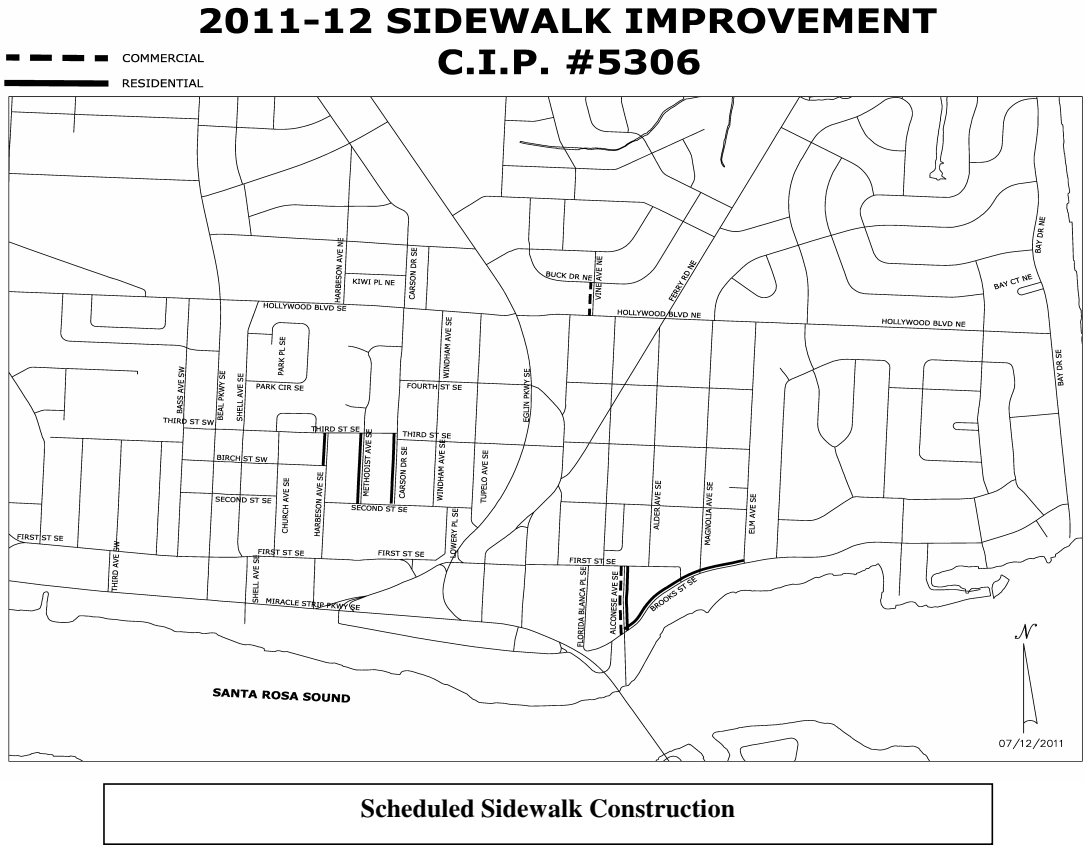 2011-12 SIDEWALK IMPROVEMENT
C.I.P. #5306
COMMERCIAL
RESIDENTIAL
BAY DR NE
HARBESON AVE NE
CARSON DR SE
KIWI PL NE
BUCK DR NE
VINE AVE NE
FERRY RD NE
BAY CT NE
HOLLYWOOD BLVD SE
HOLLYWOOD BLVD NE
HOLLYWOOD BLVD NE
PARK PL SE
WINDHAM AVE SE
BAY DR SE
BASS AVE SW
BEAL PKWY SE
SHELL AVE SE
PARK CIR SE
FOURTH ST SE
EGLIN PKWY SE
THIRD ST SW
THIRD ST SE
THIRD ST SE
BIRCH ST SW
METHODIST AVE SE
CARSON DR SE
WINDHAM AVE SE
TUPELO AVE SE
SECOND ST SE
CHURCH AVE SE
HARBESON AVE SE
SECOND ST SE
LOWERY PL SE
ALDER AVE SE
MAGNOLIA AVE SE
ELM AVE SE
FIRST ST SE
THIRD AVE SW
FIRST ST SE
FIRST ST SE
FIRST ST SE
SHELL AVE SE
MIRACLE STRIP PKWY SE
FLORIDA BLANCA PL SE
ALCONESE AVE SE
BROOKS ST SE
SANTA ROSA SOUND
N
07/12/2011
Scheduled Sidewalk Construction